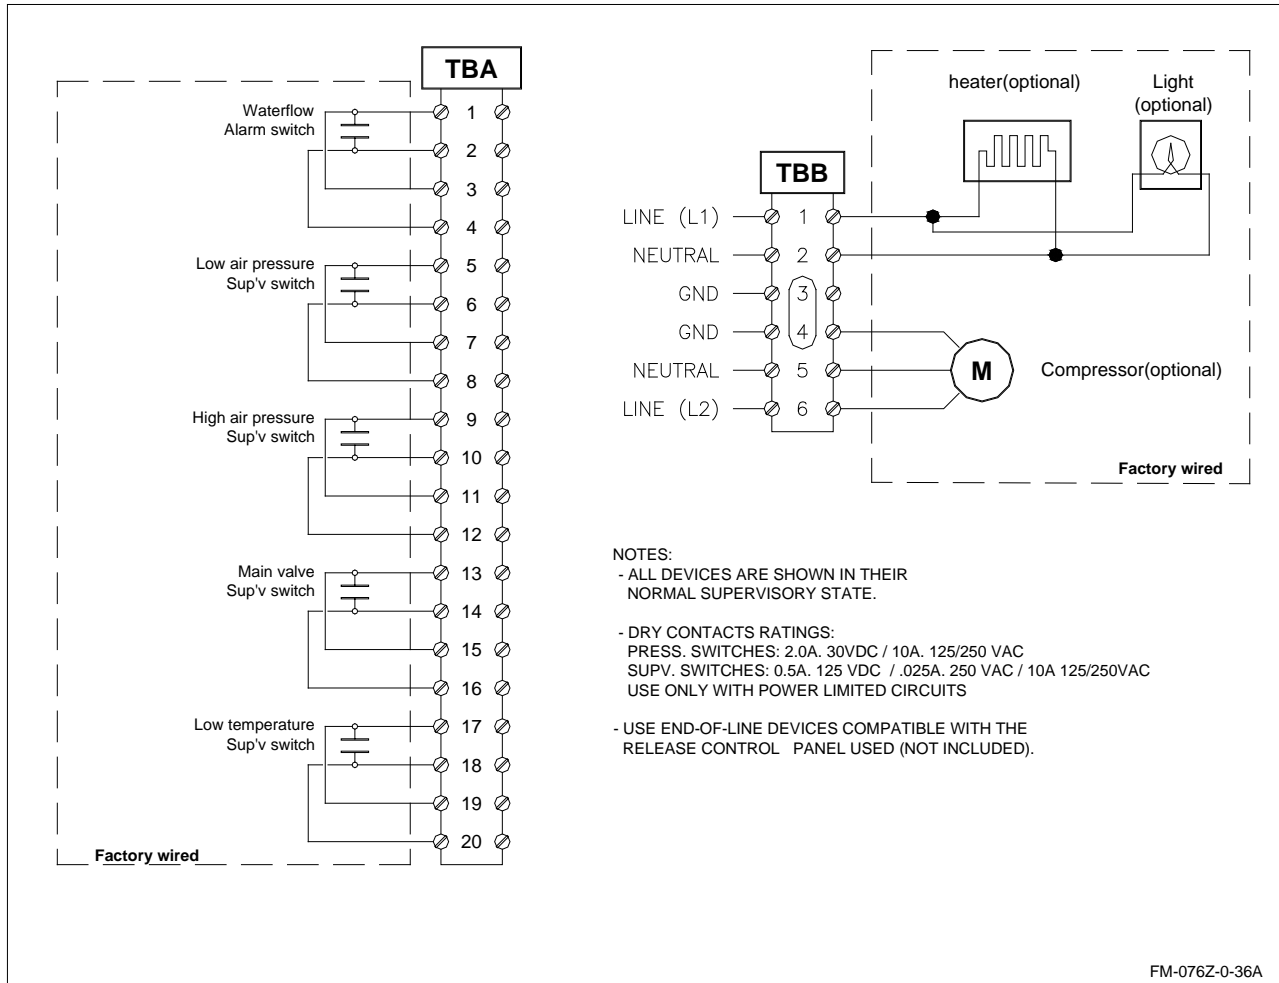 TBA
Waterflow
Alarm switch
1
2
3
4
Low air pressure
Sup'v switch
5
6
7
8
High air pressure
Sup'v switch
9
10
11
12
Main valve
Sup'v switch
13
14
15
16
Low temperature
Sup'v switch
17
18
19
20
Factory wired
heater(optional)
Light
(optional)
TBB
LINE (L1) 1
NEUTRAL 2
GND 3
GND 4
NEUTRAL 5
LINE (L2) 6
M
Compressor(optional)
Factory wired
NOTES:
- ALL DEVICES ARE SHOWN IN THEIR
NORMAL SUPERVISORY STATE.
- DRY CONTACTS RATINGS:
PRESS. SWITCHES: 2.0A. 30VDC / 10A. 125/250 VAC
SUPV. SWITCHES: 0.5A. 125 VDC / .025A. 250 VAC / 10A 125/250VAC
USE ONLY WITH POWER LIMITED CIRCUITS
- USE END-OF-LINE DEVICES COMPATIBLE WITH THE
RELEASE CONTROL PANEL USED (NOT INCLUDED).
FM-076Z-0-36A